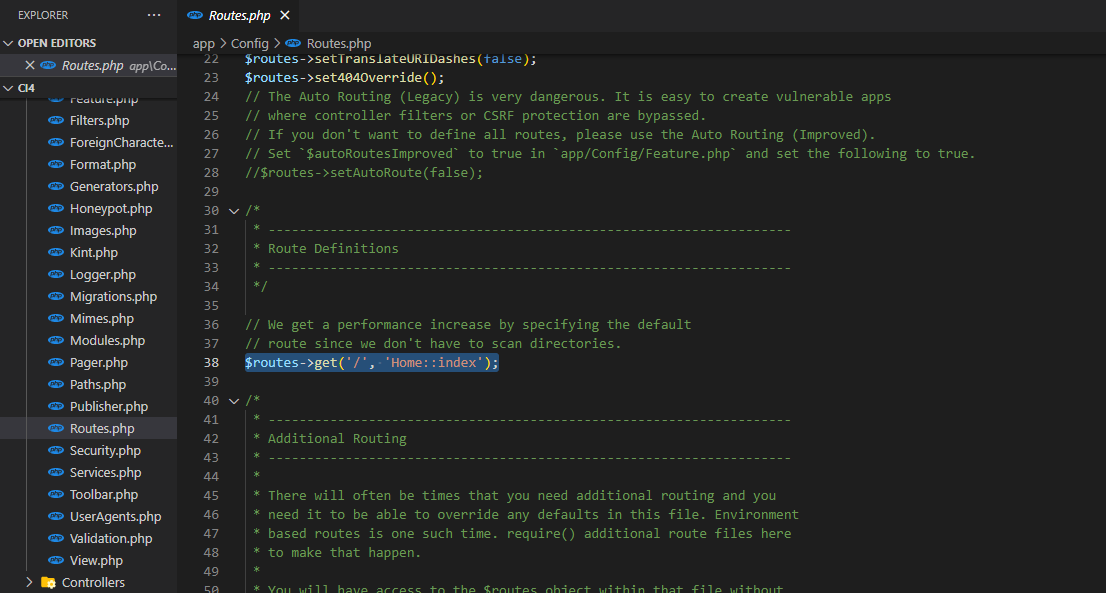 EXPLORER
···
OPEN EDITORS
Routes.php app\Co...
CI4
Feature.php
Filters.php
ForeignCharacte...
Format.php
Generators.php
Honeypot.php
Images.php
Kint.php
Logger.php
Migrations.php
Mimes.php
Modules.php
Pager.php
Paths.php
Publisher.php
Routes.php
Security.php
Services.php
Toolbar.php
UserAgents.php
Validation.php
View.php
Controllers
Routes.php
app > Config > Routes.php
22 $routes->setTranslateURIDashes(false);
23 $routes->set404Override();
24 // The Auto Routing (Legacy) is very dangerous. It is easy to create vulnerable apps
25 // where controller filters or CSRF protection are bypassed.
26 // If you don't want to define all routes, please use the Auto Routing (Improved).
27 // Set `$autoRoutesImproved` to true in `app/Config/Feature.php` and set the following to true.
28 //$routes->setAutoRoute(false);
29
30 /*
31 * --------------------------------------------------------------------
32 * Route Definitions
33 * --------------------------------------------------------------------
34 */
35
36 // We get a performance increase by specifying the default
37 // route since we don't have to scan directories.
38 $routes->get('/', 'Home::index');
39
40 /*
41 * --------------------------------------------------------------------
42 * Additional Routing
43 * --------------------------------------------------------------------
44 *
45 * There will often be times that you need additional routing and you
46 * need it to be able to override any defaults in this file. Environment
47 * based routes is one such time. require() additional route files here
48 * to make that happen.
49 *
50 * You will have access to the $routes object within that file without